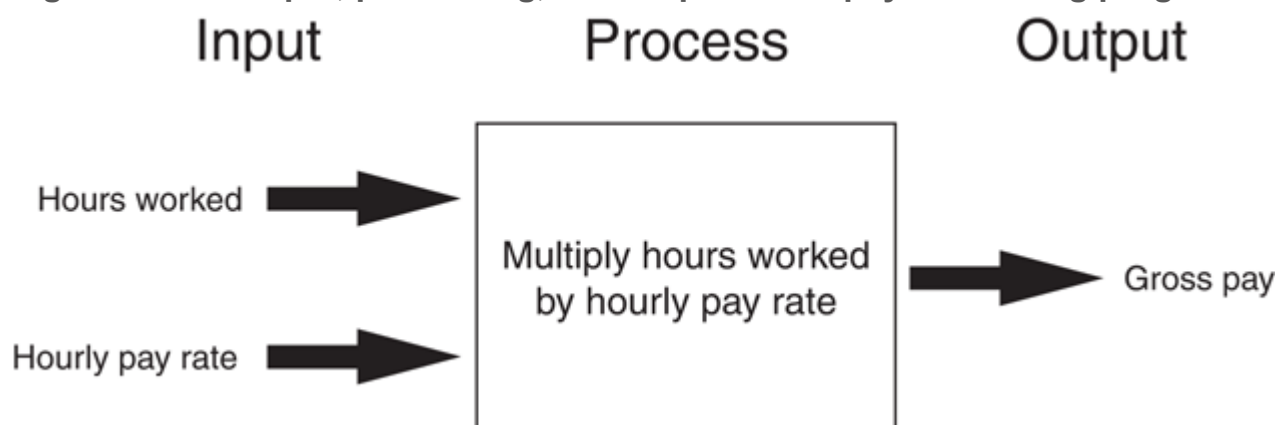 Input Process Output
Hours worked
Multiply hours worked
by hourly pay rate
Gross pay
Hourly pay rate